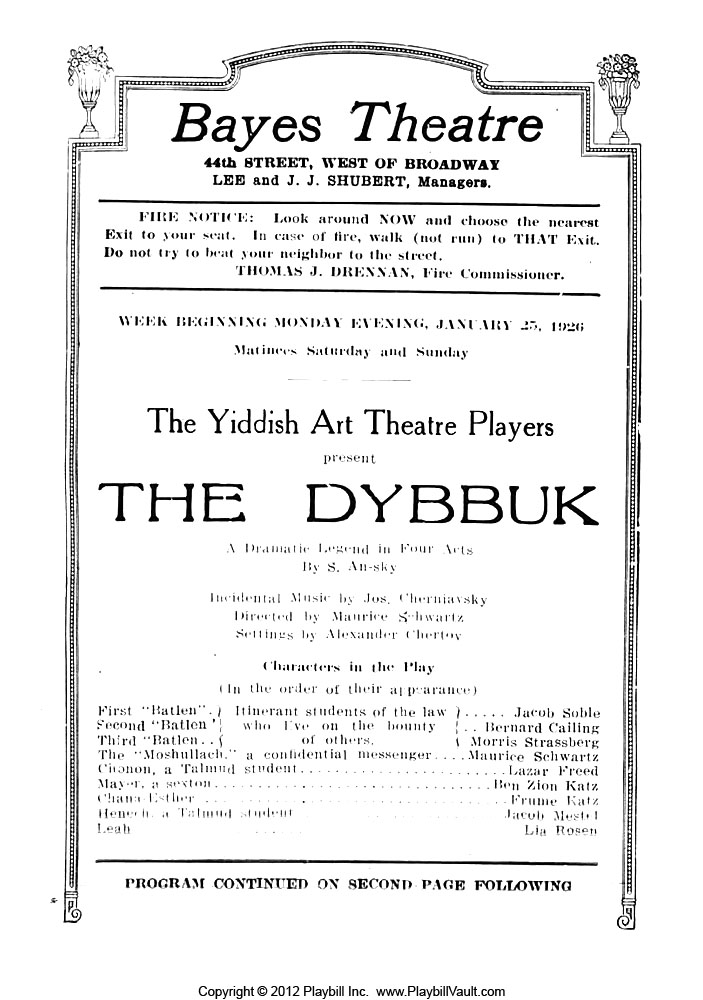 Bayes Theatre
44th STREET, WEST OF BROADWAY
LEE and J. J. SHUBERT, Managers.
FIRE NOTICE: Look around NOW and choose the nearest
Exit to your seat. In case of fire, walk (not run) to THAT Exit.
Do not try to beat your neighbor to the street.
THOMAS J. DRENNAN, Fire Commissioner.
WEEK BEGINNING MONDAY EVENING, JANUARY 25, 1926
Matinees Saturday and Sunday
The Yiddish Art Theatre Players
present
THE DYBBUK
A Dramatic Legend in Four Acts
By S. An-sky
Incidental Music by Jos. Cherniavsky
Directed by Maurice Schwartz
Settings by Alexander Chertov
Characters in the Play
(In the order of their appearance)
First "Batlen". } Itinerant students of the law }..... Jacob Soble
Second "Batlen" } who live on the bounty {.. Bernard Cailing
Third "Batlen.. { of others. { Morris Strassberg
The "Moshullach," a confidential messenger....Maurice Schwartz
Chonon, a Talmud student.......................Lazar Freed
Mayer, a sexton................................Ben Zion Katz
Chana Esther ..................................Frume Katz
Henech, a Talmud student ........ Jacob Mestel
Leah ...... Lia Rosen
PROGRAM CONTINUED ON SECOND PAGE FOLLOWING
Copyright © 2012 Playbill Inc. www.PlaybillVault.com